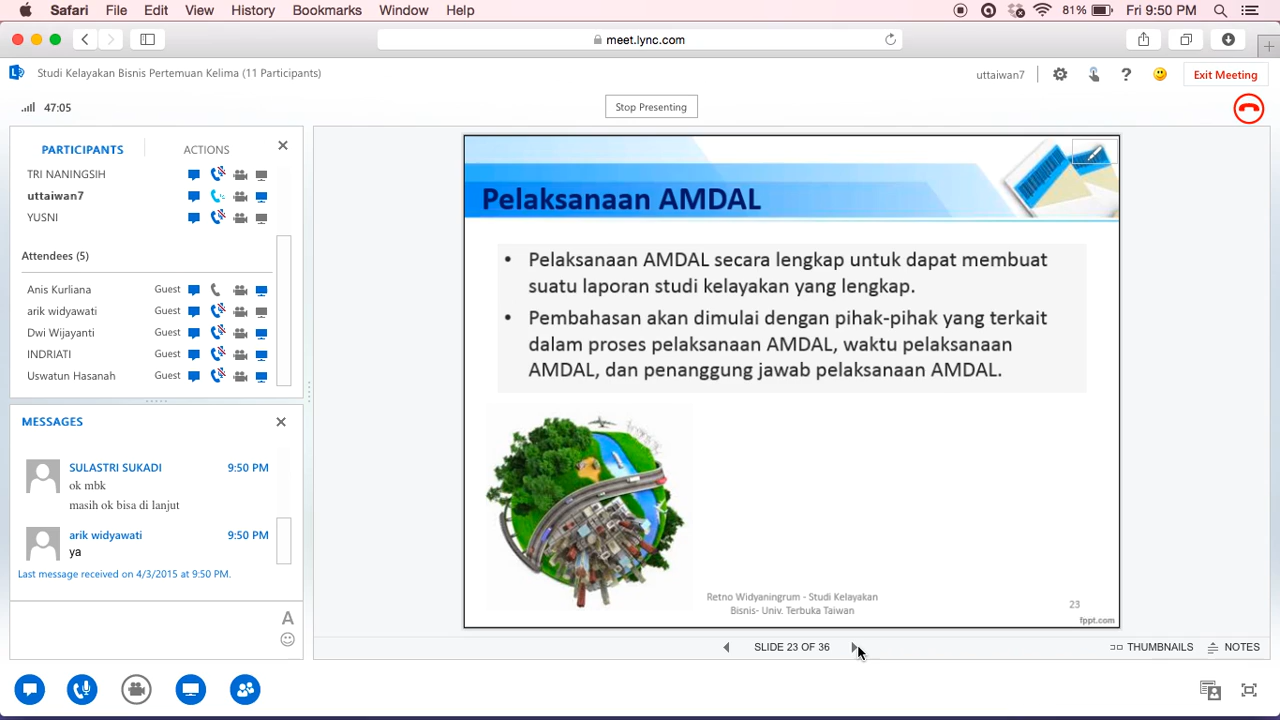 Safari File Edit View History Bookmarks Window Help 81% Fri 9:50 PM
meet.lync.com
Studi Kelayakan Bisnis Pertemuan Kelima (11 Participants)
uttaiwan7 ? Exit Meeting
47:05
Stop Presenting
PARTICIPANTS ACTIONS
TRI NANINGSIH
uttaiwan7
YUSNI
Attendees (5)
Anis Kurliana Guest
arik widyawati Guest
Dwi Wijayanti Guest
INDRIATI Guest
Uswatun Hasanah Guest
MESSAGES
SULASTRI SUKADI 9:50 PM
ok mbk
masih ok bisa di lanjut
arik widyawati 9:50 PM
ya
Last message received on 4/3/2015 at 9:50 PM.
A
Pelaksanaan AMDAL
• Pelaksanaan AMDAL secara lengkap untuk dapat membuat
suatu laporan studi kelayakan yang lengkap.
• Pembahasan akan dimulai dengan pihak-pihak yang terkait
dalam proses pelaksanaan AMDAL, waktu pelaksanaan
AMDAL, dan penanggung jawab pelaksanaan AMDAL.
Retno Widyaningrum - Studi Kelayakan
Bisnis- Univ. Terbuka Taiwan
23
fppt.com
SLIDE 23 OF 36
THUMBNAILS NOTES